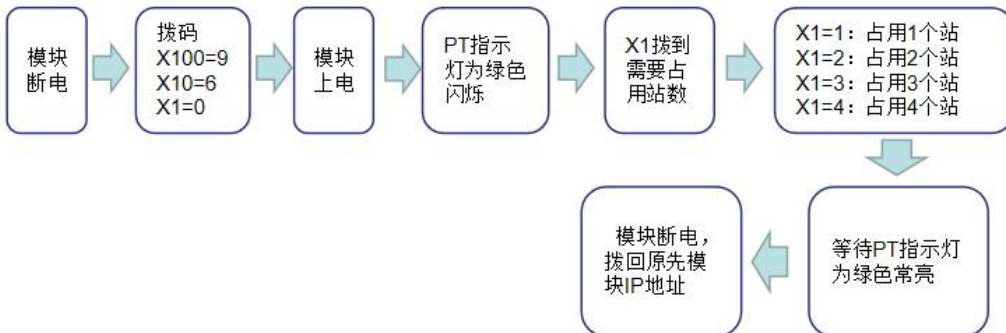 模块
断电
拨码
X100=9
X10=6
X1=0
模块
上电
PT指示
灯为绿色
闪烁
X1拨到
需要占
用站数
X1=1：占用1个站
X1=2：占用2个站
X1=3：占用3个站
X1=4：占用4个站
等待PT指示灯
为绿色常亮
模块断电，
拨回原先模
块IP地址